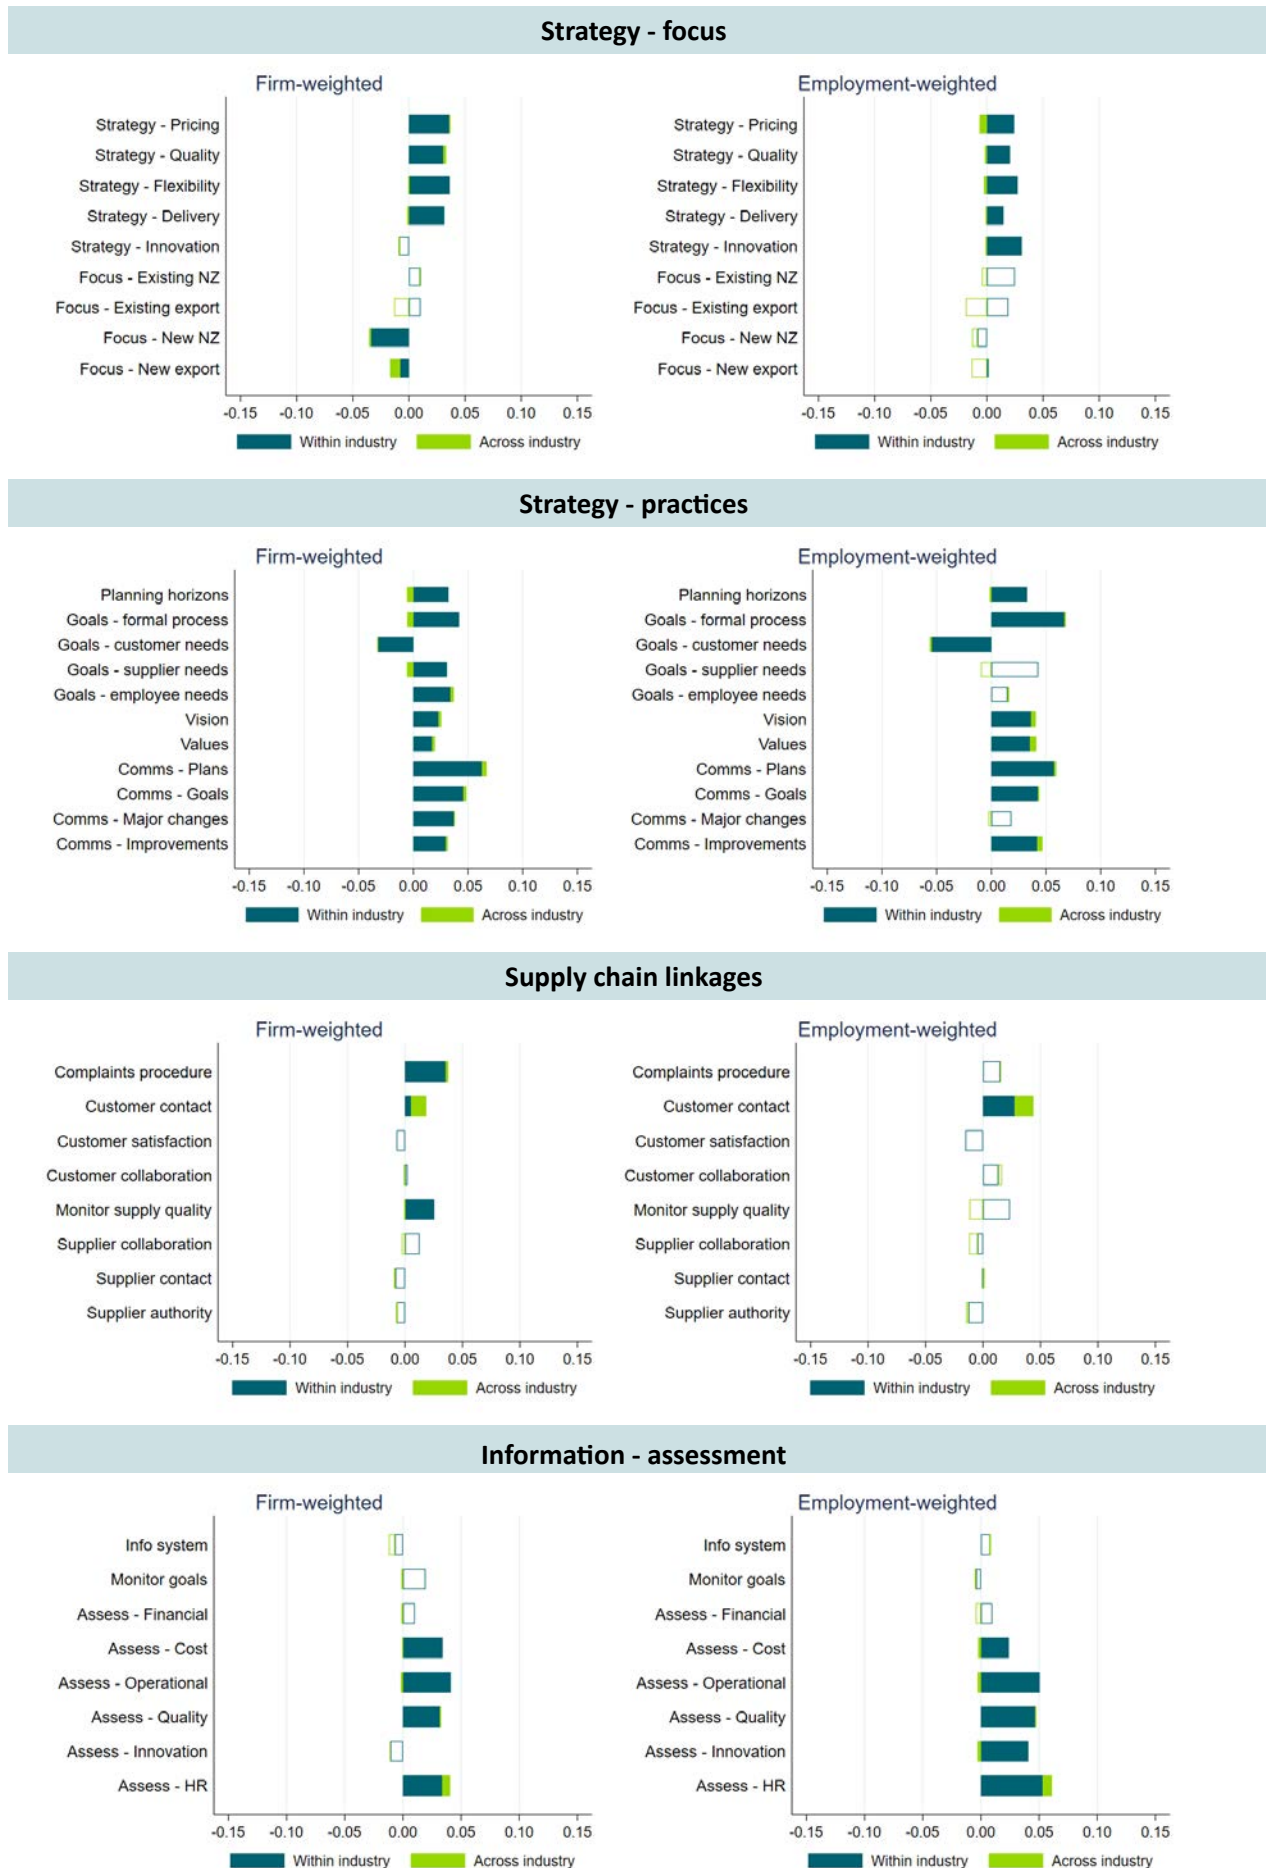 Strategy - focus
Firm-weighted
Strategy - Pricing
Strategy - Quality
Strategy - Flexibility
Strategy - Delivery
Strategy - Innovation
Focus - Existing NZ
Focus - Existing export
Focus - New NZ
Focus - New export
-0.15 -0.10 -0.05 0.00 0.05 0.10 0.15
Within industry Across industry
Employment-weighted
Strategy - Pricing
Strategy - Quality
Strategy - Flexibility
Strategy - Delivery
Strategy - Innovation
Focus - Existing NZ
Focus - Existing export
Focus - New NZ
Focus - New export
-0.15 -0.10 -0.05 0.00 0.05 0.10 0.15
Within industry Across industry
Strategy - practices
Firm-weighted
Planning horizons
Goals - formal process
Goals - customer needs
Goals - supplier needs
Goals - employee needs
Vision
Values
Comms - Plans
Comms - Goals
Comms - Major changes
Comms - Improvements
-0.15 -0.10 -0.05 0.00 0.05 0.10 0.15
Within industry Across industry
Employment-weighted
Planning horizons
Goals - formal process
Goals - customer needs
Goals - supplier needs
Goals - employee needs
Vision
Values
Comms - Plans
Comms - Goals
Comms - Major changes
Comms - Improvements
-0.15 -0.10 -0.05 0.00 0.05 0.10 0.15
Within industry Across industry
Supply chain linkages
Firm-weighted
Complaints procedure
Customer contact
Customer satisfaction
Customer collaboration
Monitor supply quality
Supplier collaboration
Supplier contact
Supplier authority
-0.15 -0.10 -0.05 0.00 0.05 0.10 0.15
Within industry Across industry
Employment-weighted
Complaints procedure
Customer contact
Customer satisfaction
Customer collaboration
Monitor supply quality
Supplier collaboration
Supplier contact
Supplier authority
-0.15 -0.10 -0.05 0.00 0.05 0.10 0.15
Within industry Across industry
Information - assessment
Firm-weighted
Info system
Monitor goals
Assess - Financial
Assess - Cost
Assess - Operational
Assess - Quality
Assess - Innovation
Assess - HR
-0.15 -0.10 -0.05 0.00 0.05 0.10 0.15
Within industry Across industry
Employment-weighted
Info system
Monitor goals
Assess - Financial
Assess - Cost
Assess - Operational
Assess - Quality
Assess - Innovation
Assess - HR
-0.15 -0.10 -0.05 0.00 0.05 0.10 0.15
Within industry Across industry